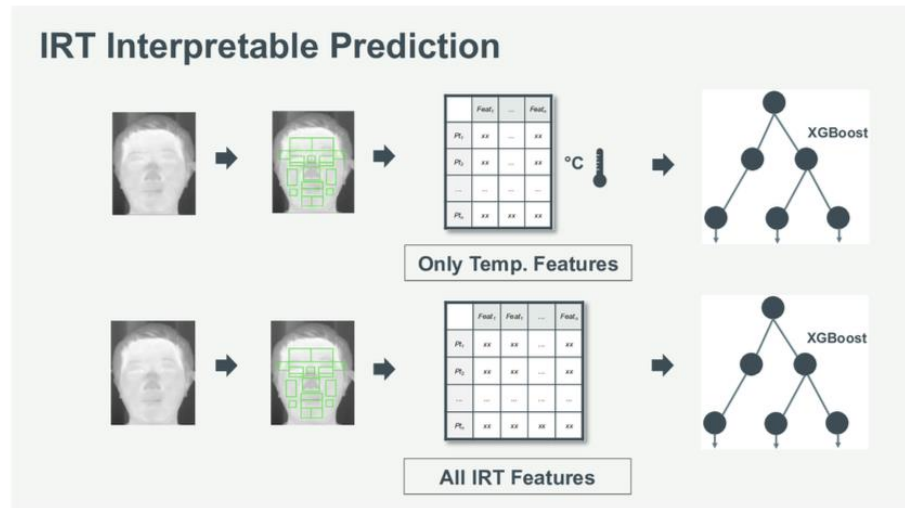 IRT Interpretable Prediction
Feat₁ ... Featₙ
Pt₁ xx ... xx
Pt₂ xx ... xx
... ... ... ...
Ptₙ xx xx xx
°C
XGBoost
Only Temp. Features
Feat₁ Feat₁ ... Featₙ
Pt₁ xx xx ... xx
Pt₂ xx xx ... xx
... ... ... ... ...
Ptₙ xx xx xx xx
XGBoost
All IRT Features